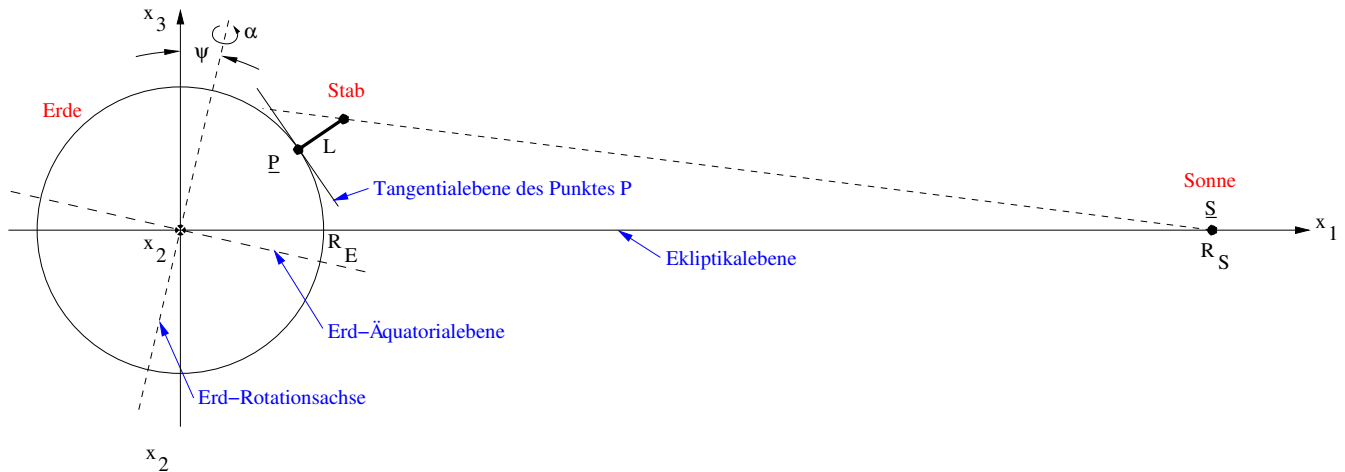 x3
α
ψ
Stab
Erde
L
P
Tangentialebene des Punktes P
Sonne
S
x2
RE
x1
Ekliptikalebene
RS
Erd−Äquatorialebene
Erd−Rotationsachse
x2